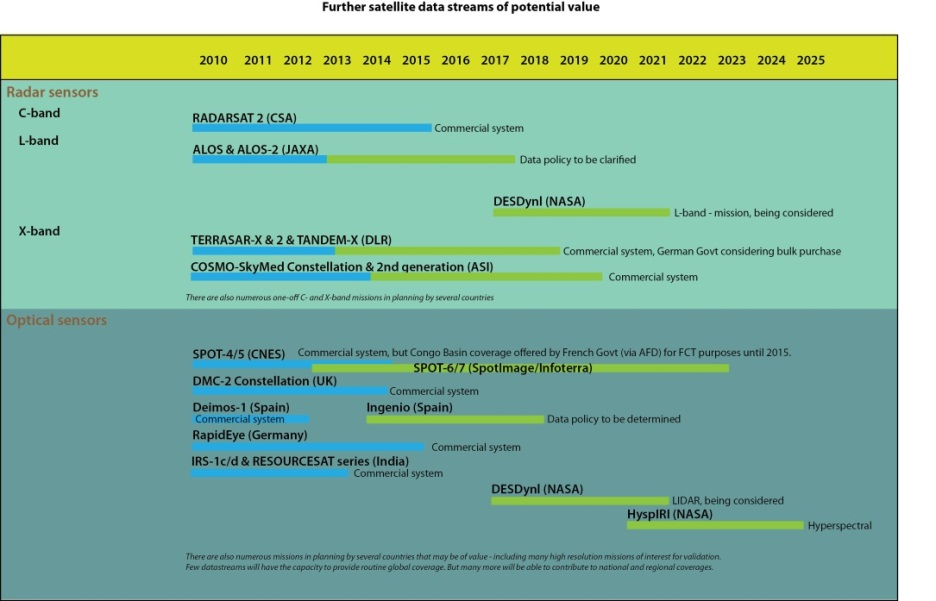 Further satellite data streams of potential value
2010 2011 2012 2013 2014 2015 2016 2017 2018 2019 2020 2021 2022 2023 2024 2025
Radar sensors
C-band
RADARSAT 2 (CSA)
Commercial system
L-band
ALOS & ALOS-2 (JAXA)
Data policy to be clarified
DESDynl (NASA)
L-band - mission, being considered
X-band
TERRASAR-X & 2 & TANDEM-X (DLR)
Commercial system, German Govt considering bulk purchase
COSMO-SkyMed Constellation & 2nd generation (ASI)
Commercial system
There are also numerous one-off C- and X-band missions in planning by several countries
Optical sensors
SPOT-4/5 (CNES) Commercial system, but Congo Basin coverage offered by French Govt (via AFD) for FCT purposes until 2015.
SPOT-6/7 (SpotImage/Infoterra)
DMC-2 Constellation (UK)
Commercial system
Deimos-1 (Spain) Ingenio (Spain)
Commercial system Data policy to be determined
RapidEye (Germany)
Commercial system
IRS-1c/d & RESOURCESAT series (India)
Commercial system
DESDynl (NASA)
LIDAR, being considered
HyspIRI (NASA)
Hyperspectral
There are also numerous missions in planning by several countries that may be of value - including many high resolution missions of interest for validation.
Few datastreams will have the capacity to provide routine global coverage. But many more will be able to contribute to national and regional coverages.